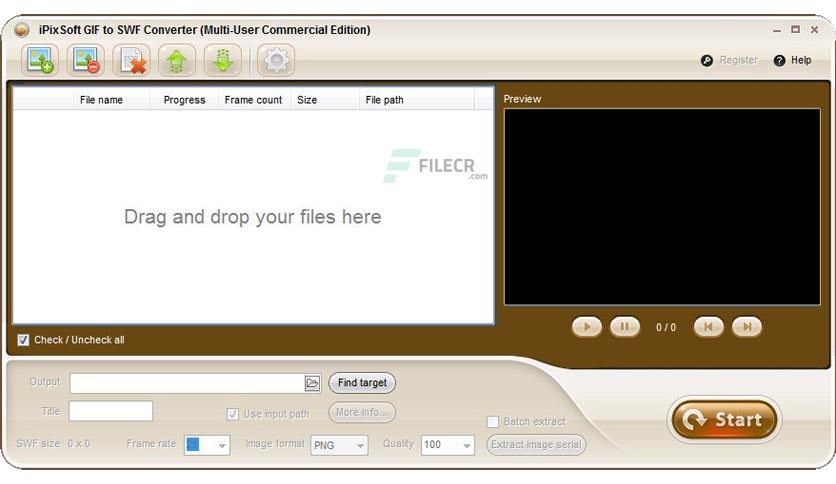 iPixSoft GIF to SWF Converter (Multi-User Commercial Edition)
Register
Help
File name Progress Frame count Size File path
Preview
FILECR
.com
Drag and drop your files here
0 / 0
Check / Uncheck all
Output
Find target
Title
Use input path
More info...
Start
Batch extract
SWF size 0 x 0 Frame rate 25 Image format PNG Quality 100 Extract image serial